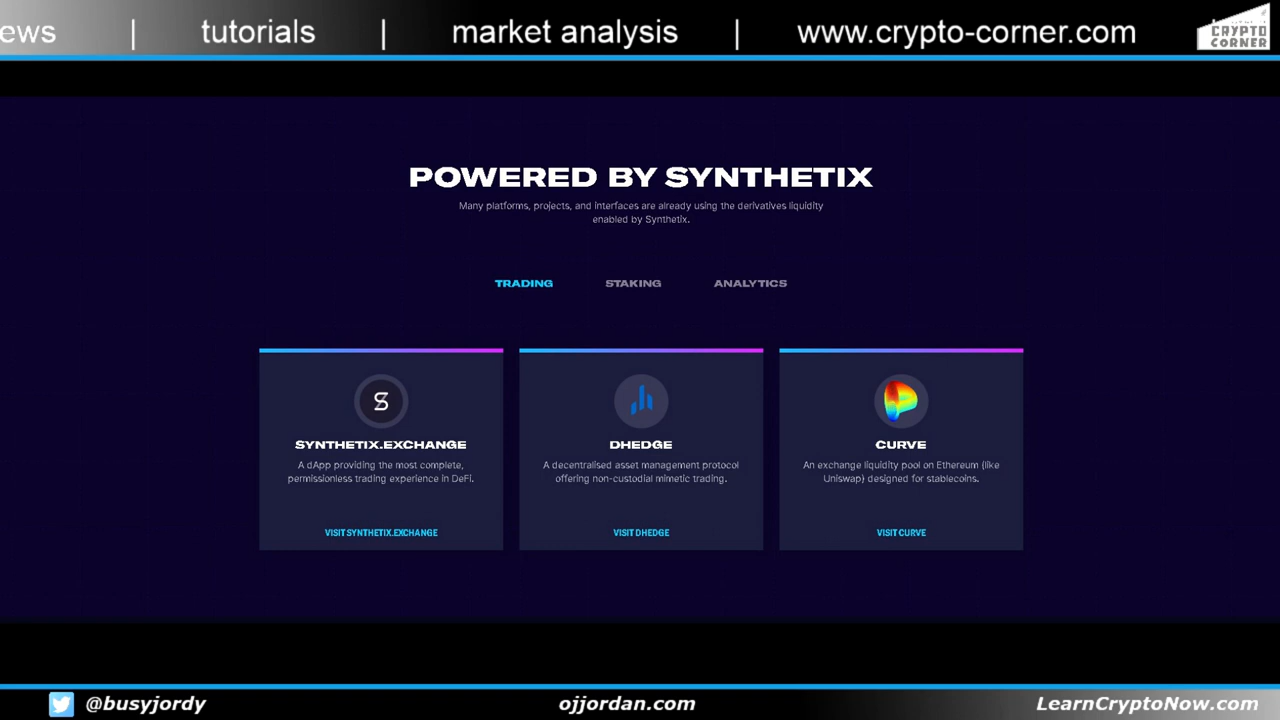 ews | tutorials | market analysis | www.crypto-corner.com
CRYPTO
CORNER
POWERED BY SYNTHETIX
Many platforms, projects, and interfaces are already using the derivatives liquidity
enabled by Synthetix.
TRADING STAKING ANALYTICS
SYNTHETIX.EXCHANGE
A dApp providing the most complete,
permissionless trading experience in DeFi.
VISIT SYNTHETIX.EXCHANGE
DHEDGE
A decentralised asset management protocol
offering non-custodial mimetic trading.
VISIT DHEDGE
CURVE
An exchange liquidity pool on Ethereum (like
Uniswap) designed for stablecoins.
VISIT CURVE
@busyjordy ojjordan.com LearnCryptoNow.com